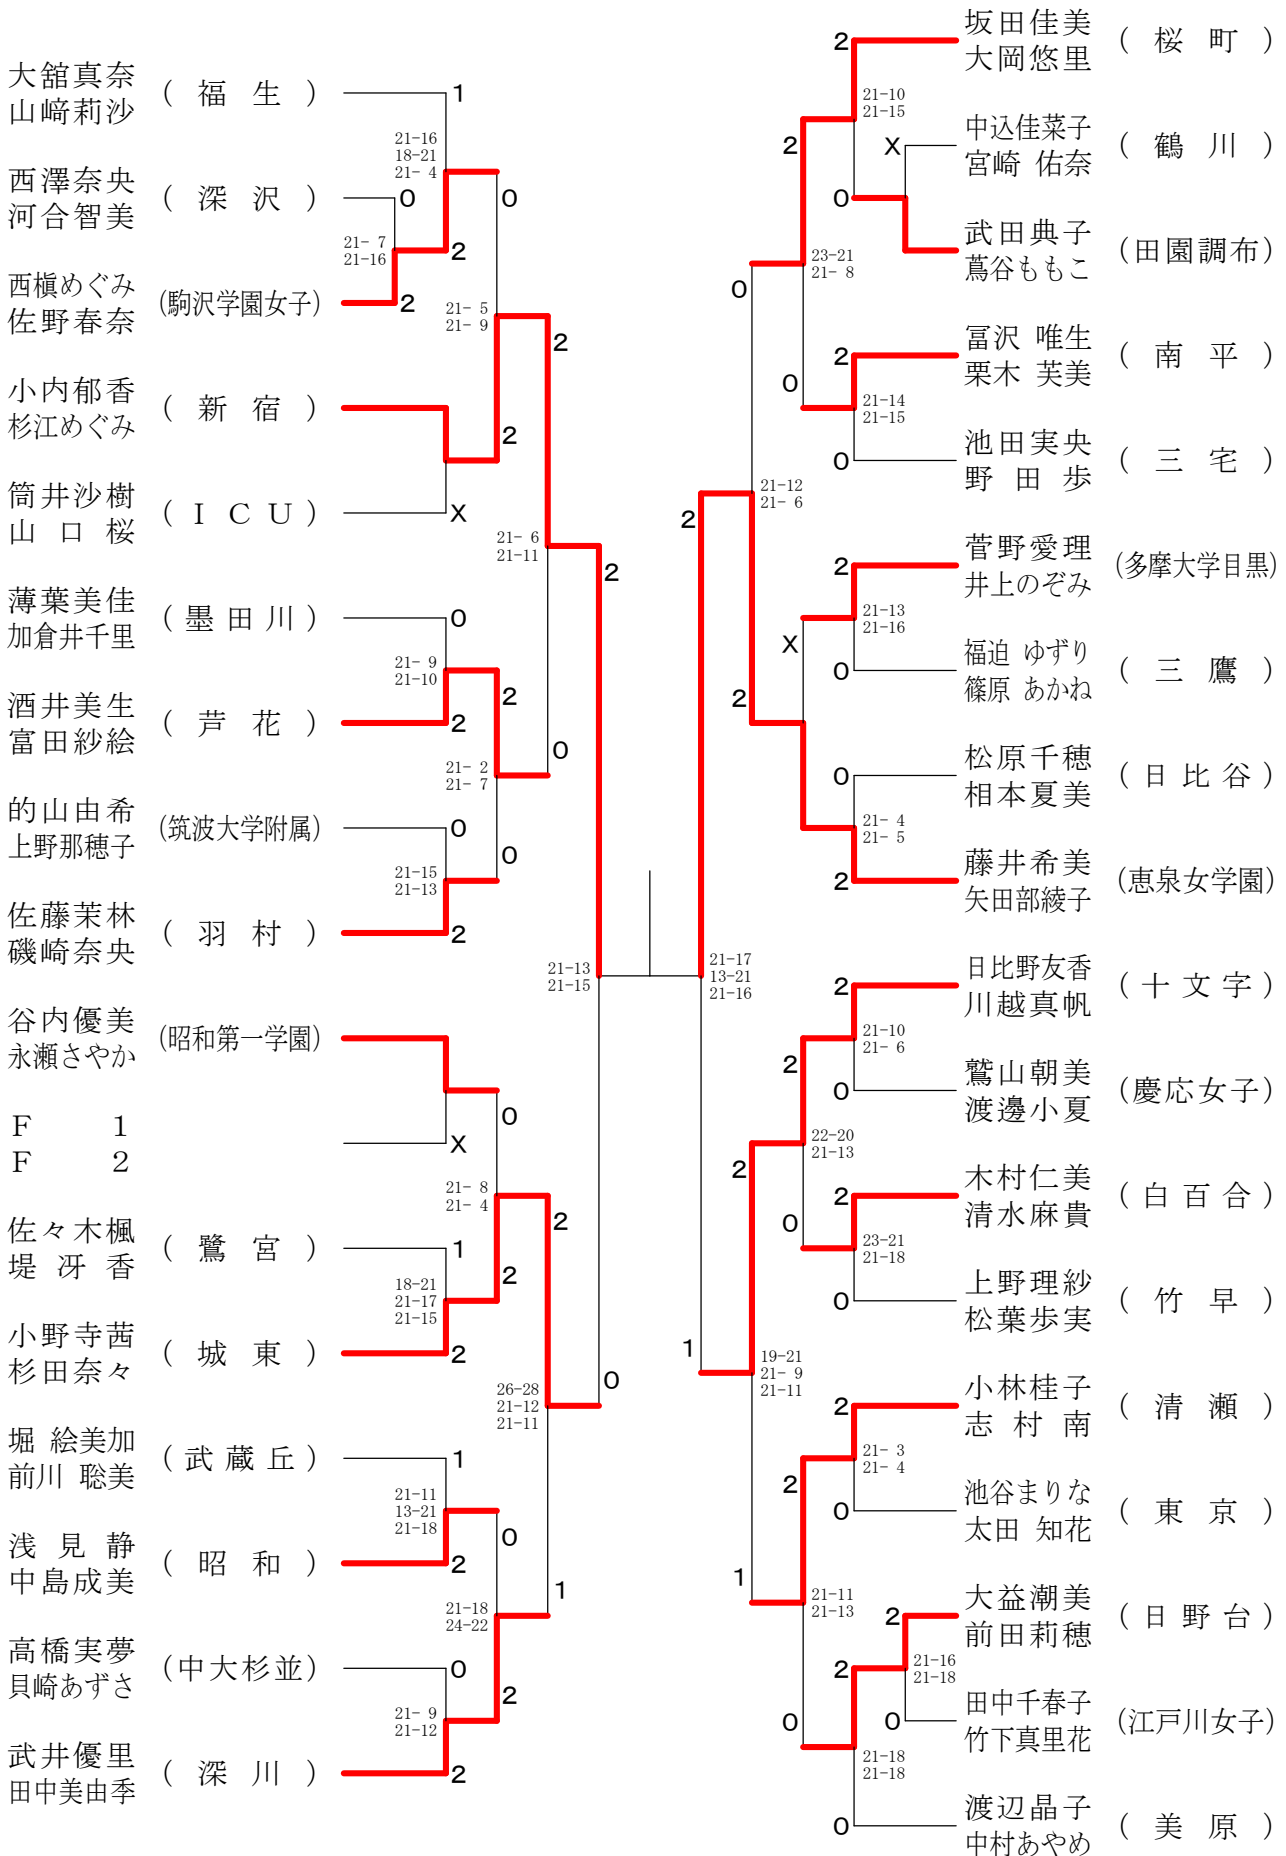 大舘真奈
山﨑莉沙
( 福 生 )
1
21-16
18-21
21- 4
西澤奈央
河合智美
( 深 沢 )
0
0
21- 7
21-16
2
西槇めぐみ
佐野春奈
(駒沢学園女子)
2
21- 5
21- 9
2
小内郁香
杉江めぐみ
( 新 宿 )
2
筒井沙樹
山 口 桜
( I C U )
X
21- 6
21-11
2
薄葉美佳
加倉井千里
( 墨 田 川 )
0
21- 9
21-10
2
酒井美生
富田紗絵
( 芦 花 )
2
0
21- 2
21- 7
的山由希
上野那穂子
(筑波大学附属)
0
0
21-15
21-13
佐藤茉林
磯崎奈央
( 羽 村 )
2
21-13
21-15
谷内優美
永瀬さやか
(昭和第一学園)
0
F 1
F 2
X
21- 8
21- 4
2
佐々木楓
堤 冴 香
( 鷺 宮 )
1
2
18-21
21-17
21-15
小野寺茜
杉田奈々
( 城 東 )
2
0
26-28
21-12
21-11
堀 絵美加
前川 聡美
( 武 蔵 丘 )
1
21-11
13-21
21-18
0
浅 見 静
中島成美
( 昭 和 )
2
1
21-18
24-22
高橋実夢
貝崎あずさ
(中大杉並)
0
2
21- 9
21-12
武井優里
田中美由季
( 深 川 )
2
坂田佳美
大岡悠里
( 桜 町 )
2
21-10
21-15
2
中込佳菜子
宮崎 佑奈
( 鶴 川 )
X
0
武田典子
蔦谷ももこ
(田園調布)
23-21
21- 8
0
冨沢 唯生
栗木 芙美
( 南 平 )
2
0
21-14
21-15
池田実央
野 田 歩
( 三 宅 )
0
21-12
21- 6
2
菅野愛理
井上のぞみ
(多摩大学目黒)
2
21-13
21-16
X
福迫 ゆずり
篠原 あかね
( 三 鷹 )
0
2
松原千穂
相本夏美
( 日 比 谷 )
0
21- 4
21- 5
藤井希美
矢田部綾子
(恵泉女学園)
2
21-17
13-21
21-16
日比野友香
川越真帆
( 十 文 字 )
2
21-10
21- 6
2
鷲山朝美
渡邊小夏
(慶応女子)
0
22-20
21-13
2
木村仁美
清水麻貴
( 白 百 合 )
2
0
23-21
21-18
上野理紗
松葉歩実
( 竹 早 )
0
1
19-21
21- 9
21-11
小林桂子
志 村 南
( 清 瀬 )
2
21- 3
21- 4
2
池谷まりな
太田 知花
( 東 京 )
0
1
21-11
21-13
大益潮美
前田莉穂
( 日 野 台 )
2
21-16
21-18
2
田中千春子
竹下真里花
(江戸川女子)
0
0
21-18
21-18
渡辺晶子
中村あやめ
( 美 原 )
0